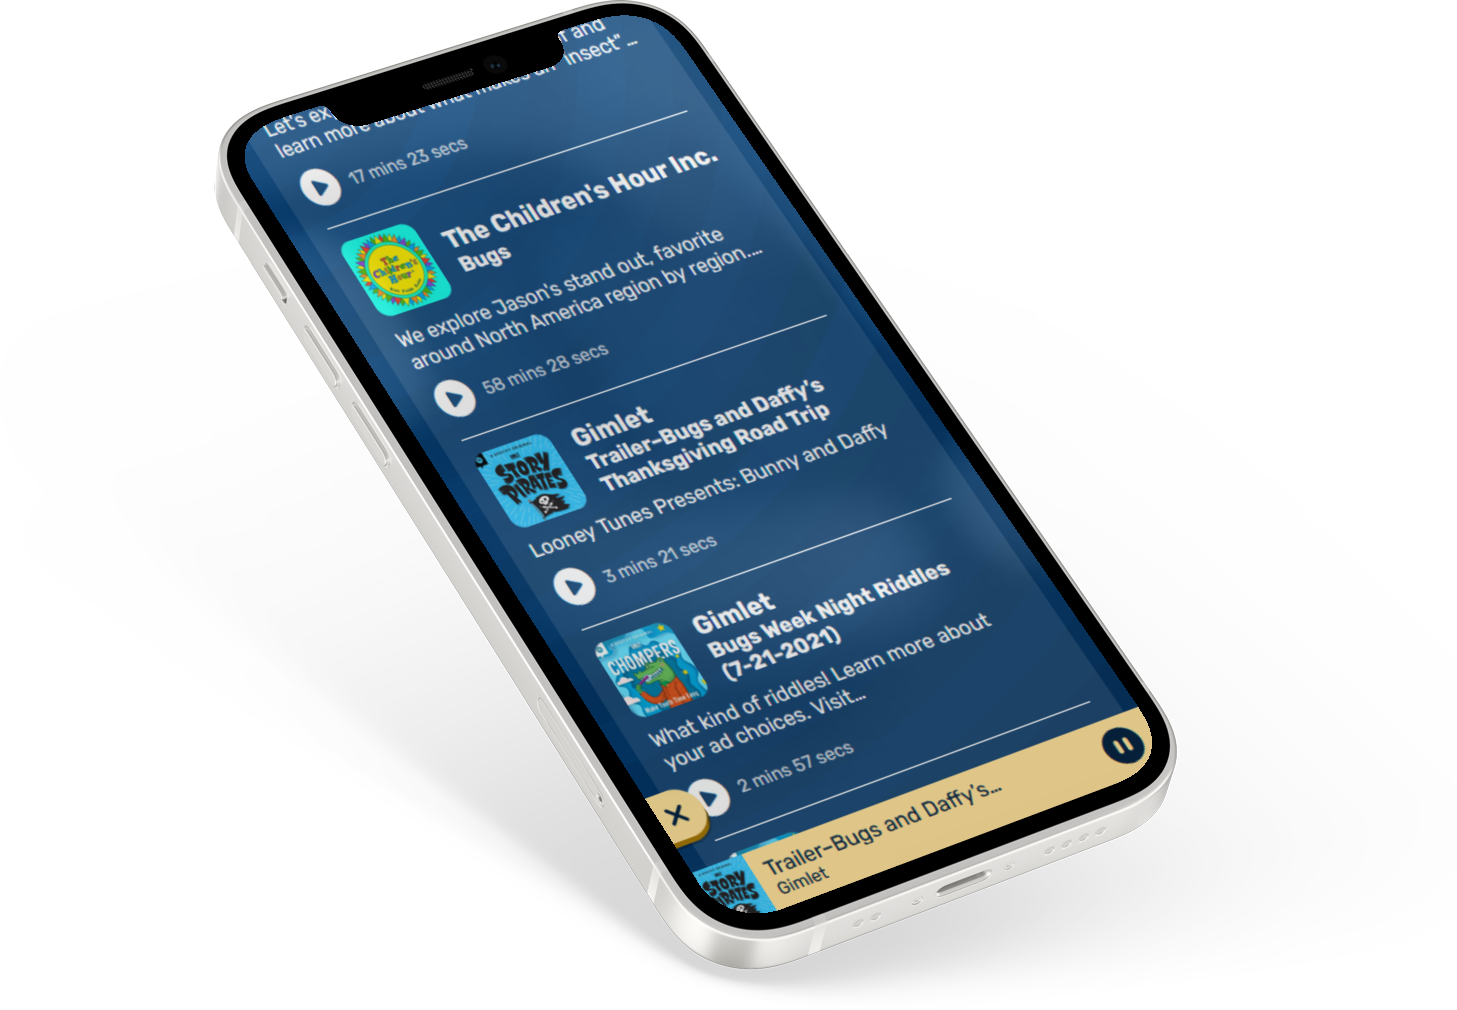 Let's ex
r and
learn more about what makes an "insect" ...
17 mins 23 secs
The Children's Hour Inc.
Bugs
The
Children's
Hour
We explore Jason's stand out, favorite
around North America region by region....
58 mins 28 secs
Gimlet
Trailer-Bugs and Daffy's
Thanksgiving Road Trip
STORY
PIRATES
Looney Tunes Presents: Bunny and Daffy
3 mins 21 secs
Gimlet
Bugs Week Night Riddles
(7-21-2021)
CHOMPERS
What kind of riddles! Learn more about
your ad choices. Visit...
2 mins 57 secs
Trailer-Bugs and Daffy's...
Gimlet
STORY
PIRATES